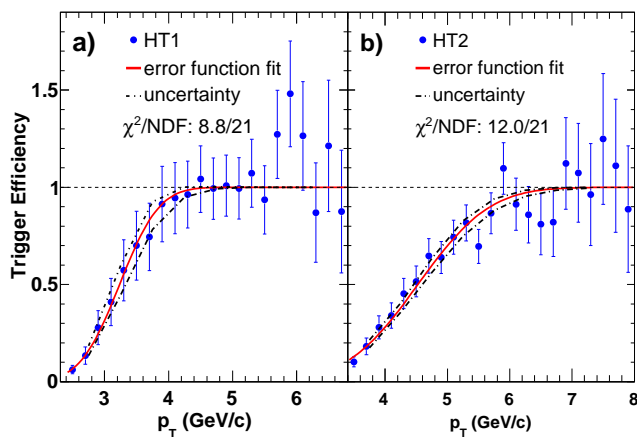 a) HT1
error function fit
uncertainty
χ²/NDF: 8.8/21
b) HT2
error function fit
uncertainty
χ²/NDF: 12.0/21
Trigger Efficiency
1.5
1
0.5
0
3 4 5 6
p_T (GeV/c)
4 5 6 7 8
p_T (GeV/c)